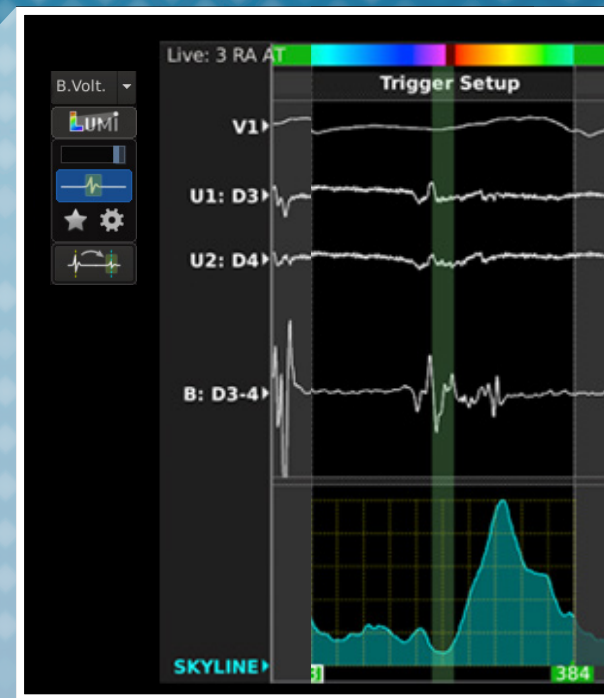 Live: 3 RA AT
B.Volt.
Trigger Setup
LUMI
V1
U1: D3
U2: D4
B: D3-4
SKYLINE
384